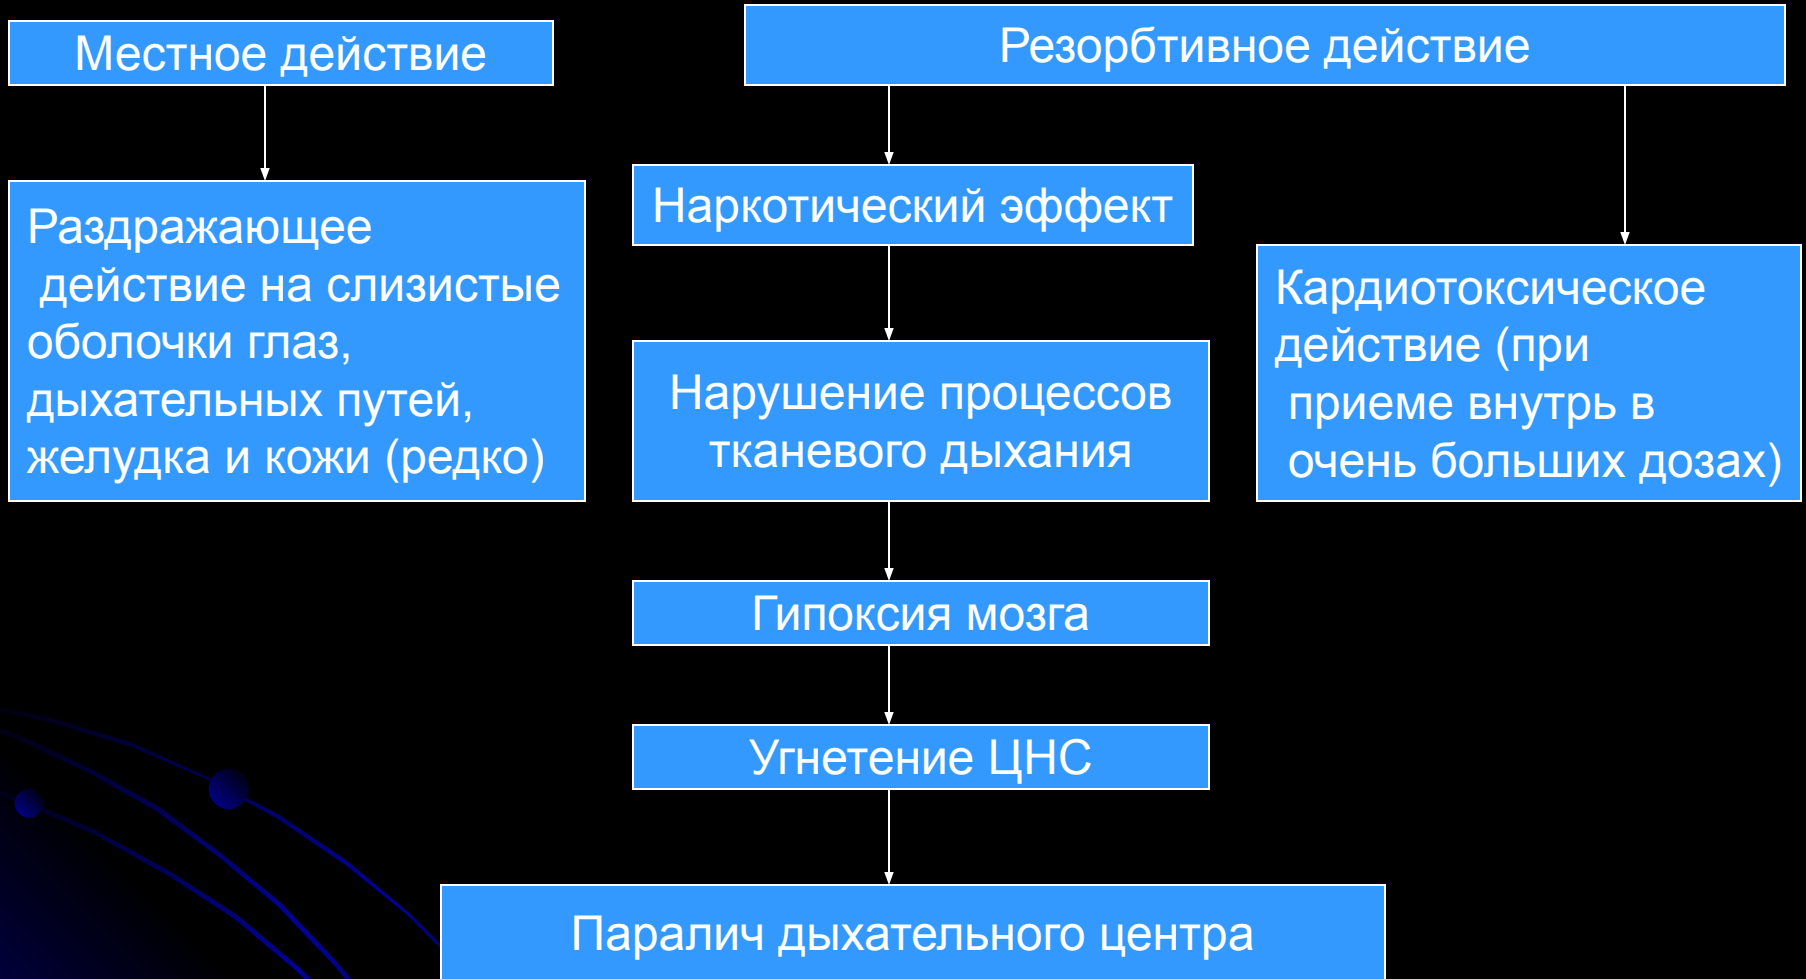 Местное действие
Резорбтивное действие
Раздражающее
действие на слизистые
оболочки глаз,
дыхательных путей,
желудка и кожи (редко)
Наркотический эффект
Нарушение процессов
тканевого дыхания
Гипоксия мозга
Угнетение ЦНС
Паралич дыхательного центра
Кардиотоксическое
действие (при
приеме внутрь в
очень больших дозах)